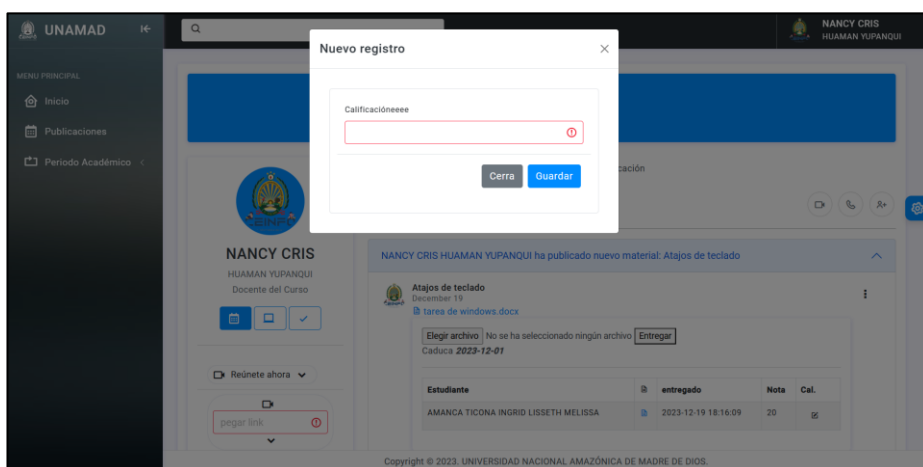 UNAMAD
NANCY CRIS
HUAMAN YUPANQUI
MENU PRINCIPAL
Inicio
Publicaciones
Periodo Académico
Nuevo registro
Calificacióneeee
Cerra Guardar
cación
CEINFO
NANCY CRIS
HUAMAN YUPANQUI
Docente del Curso
Reúnete ahora
pegar link
NANCY CRIS HUAMAN YUPANQUI ha publicado nuevo material: Atajos de teclado
Atajos de teclado
December 19
tarea de windows.docx
Elegir archivo No se ha seleccionado ningún archivo Entregar
Caduca 2023-12-01
Estudiante entregado Nota Cal.
AMANCA TICONA INGRID LISSETH MELISSA 2023-12-19 18:16:09 20
Copyright © 2023. UNIVERSIDAD NACIONAL AMAZÓNICA DE MADRE DE DIOS.